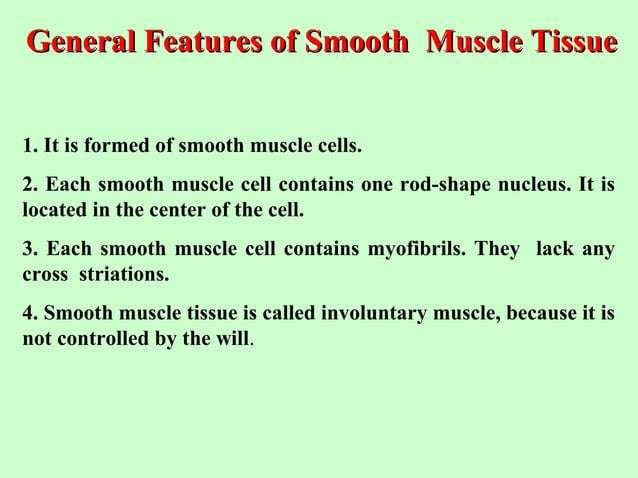 General Features of Smooth Muscle Tissue
1. It is formed of smooth muscle cells.
2. Each smooth muscle cell contains one rod-shape nucleus. It is
located in the center of the cell.
3. Each smooth muscle cell contains myofibrils. They lack any
cross striations.
4. Smooth muscle tissue is called involuntary muscle, because it is
not controlled by the will.